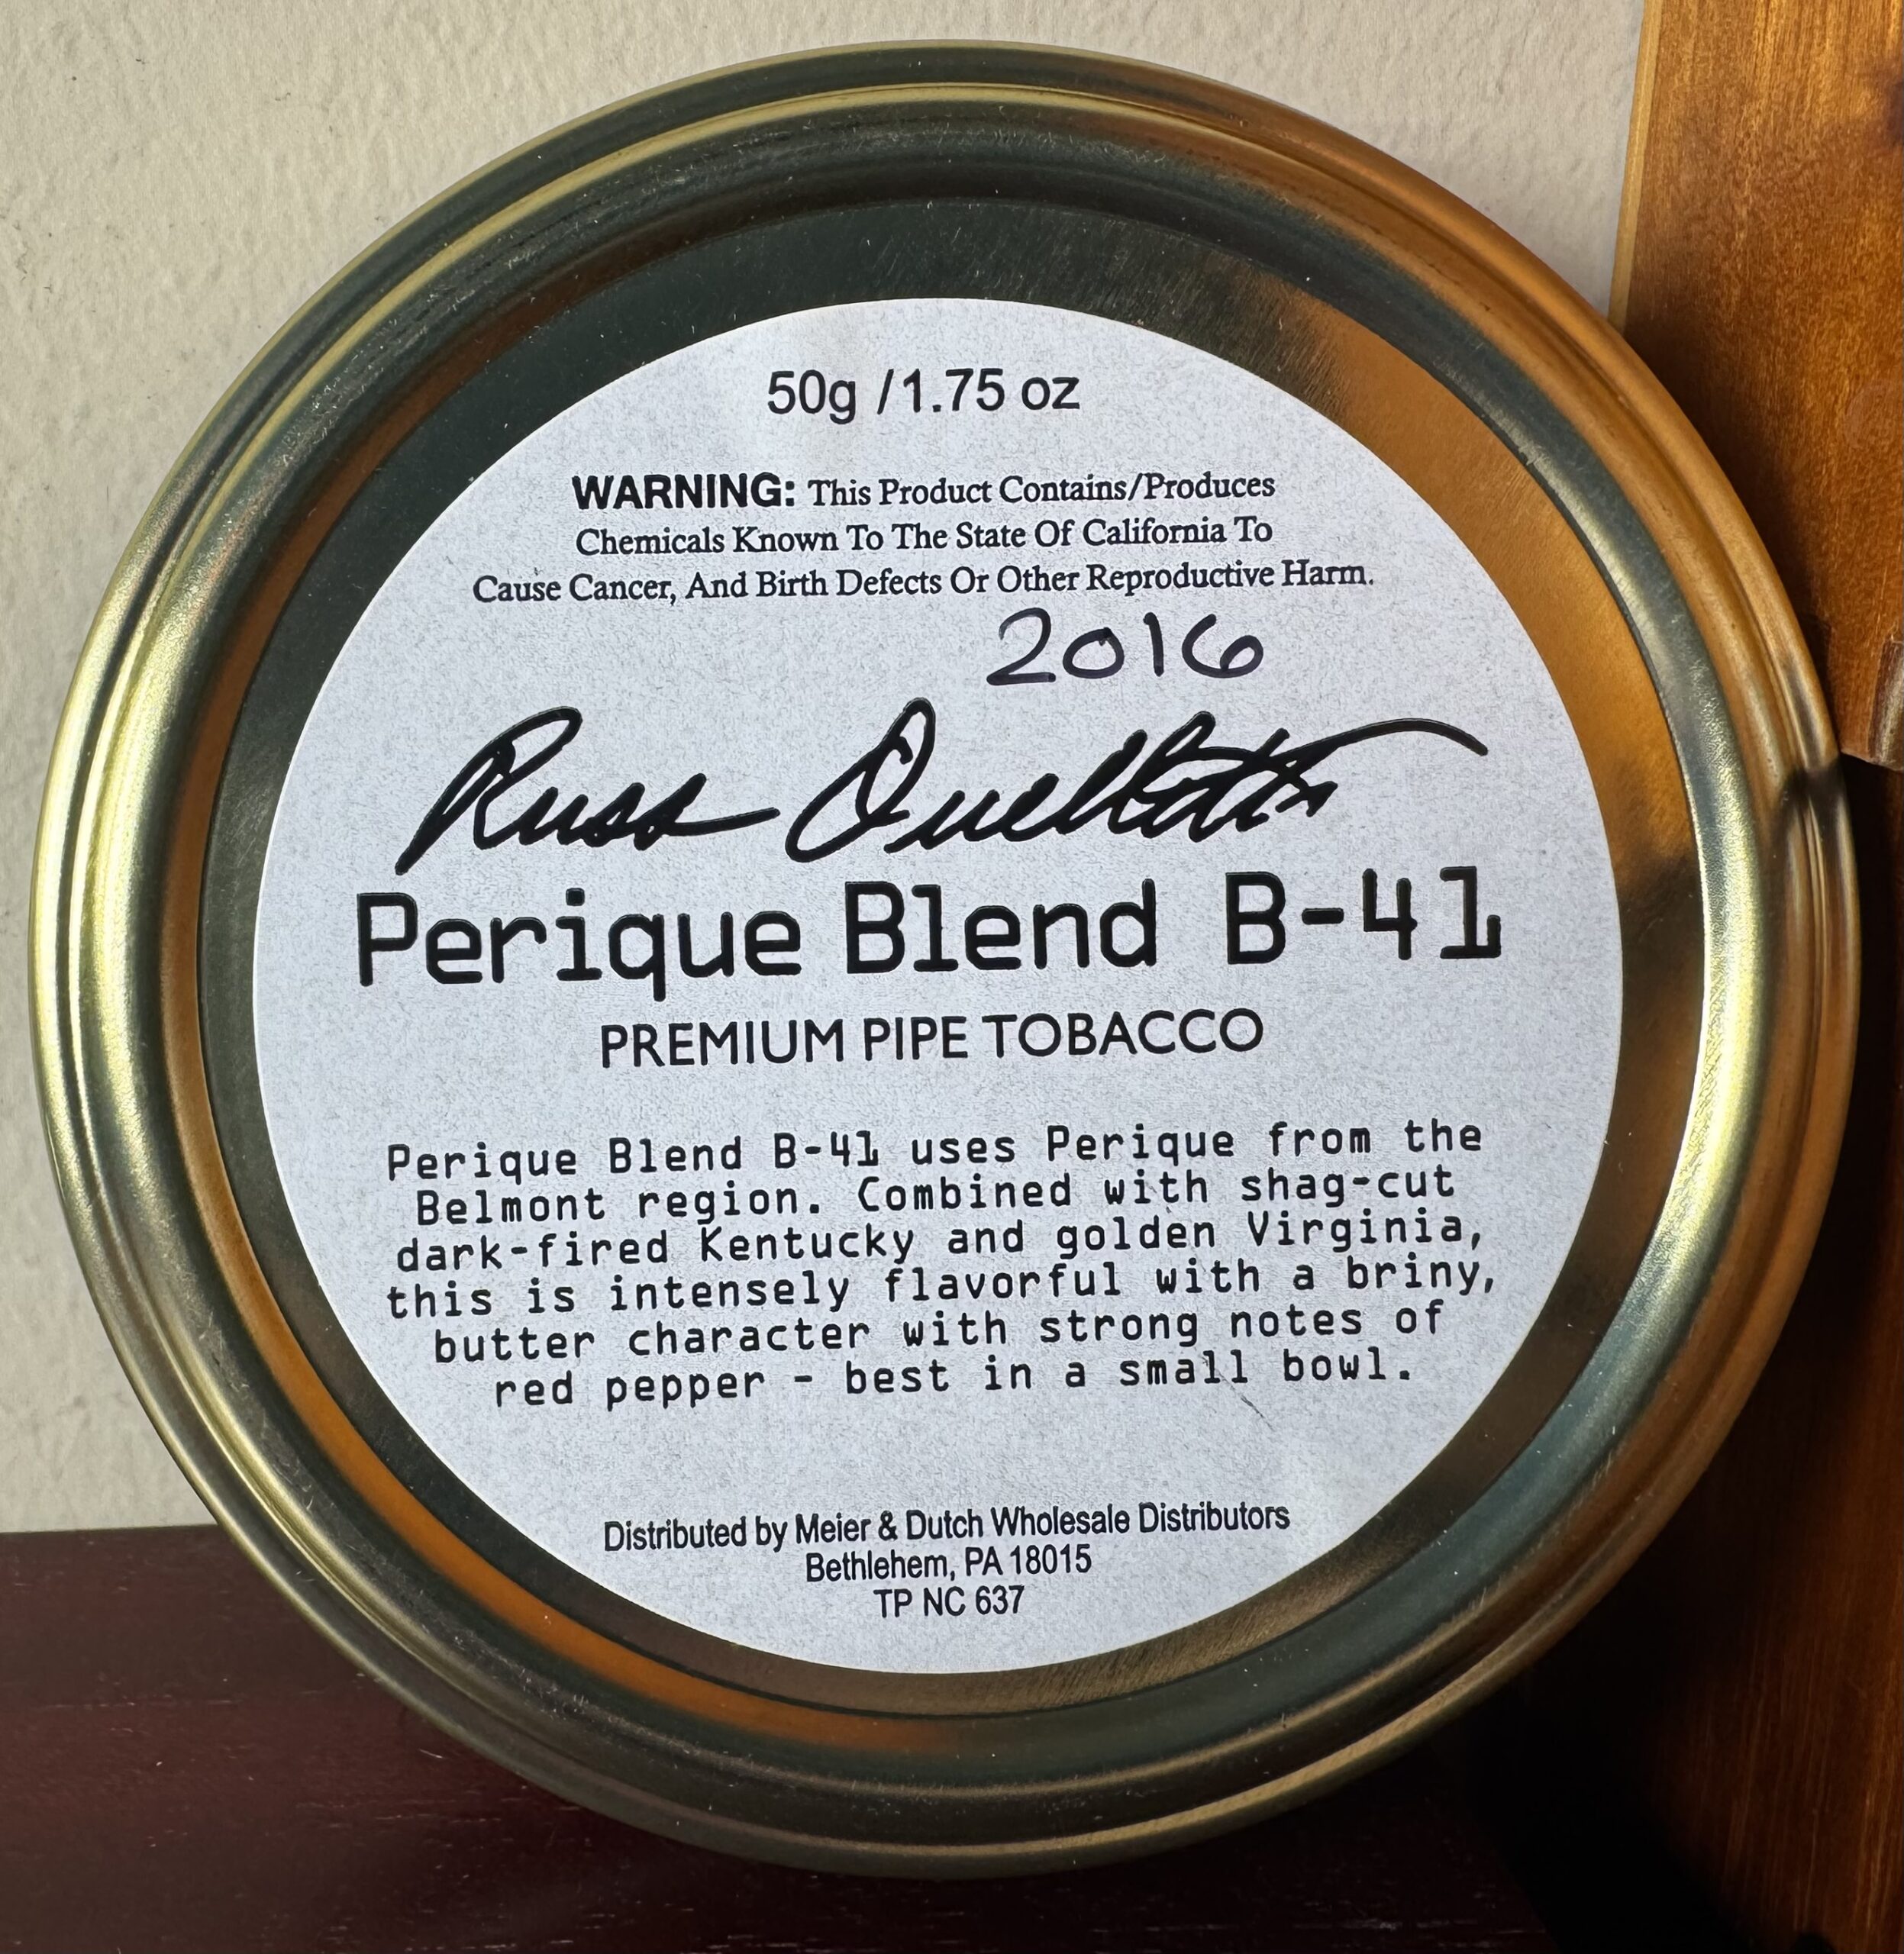 50g /1.75 oz
WARNING: This Product Contains/Produces
Chemicals Known To The State Of California To
Cause Cancer, And Birth Defects Or Other Reproductive Harm.
2016
Russ Ouellette
Perique Blend B-41
PREMIUM PIPE TOBACCO
Perique Blend B-41 uses Perique from the
Belmont region. Combined with shag-cut
dark-fired Kentucky and golden Virginia,
this is intensely flavorful with a briny,
butter character with strong notes of
red pepper - best in a small bowl.
Distributed by Meier & Dutch Wholesale Distributors
Bethlehem, PA 18015
TP NC 637